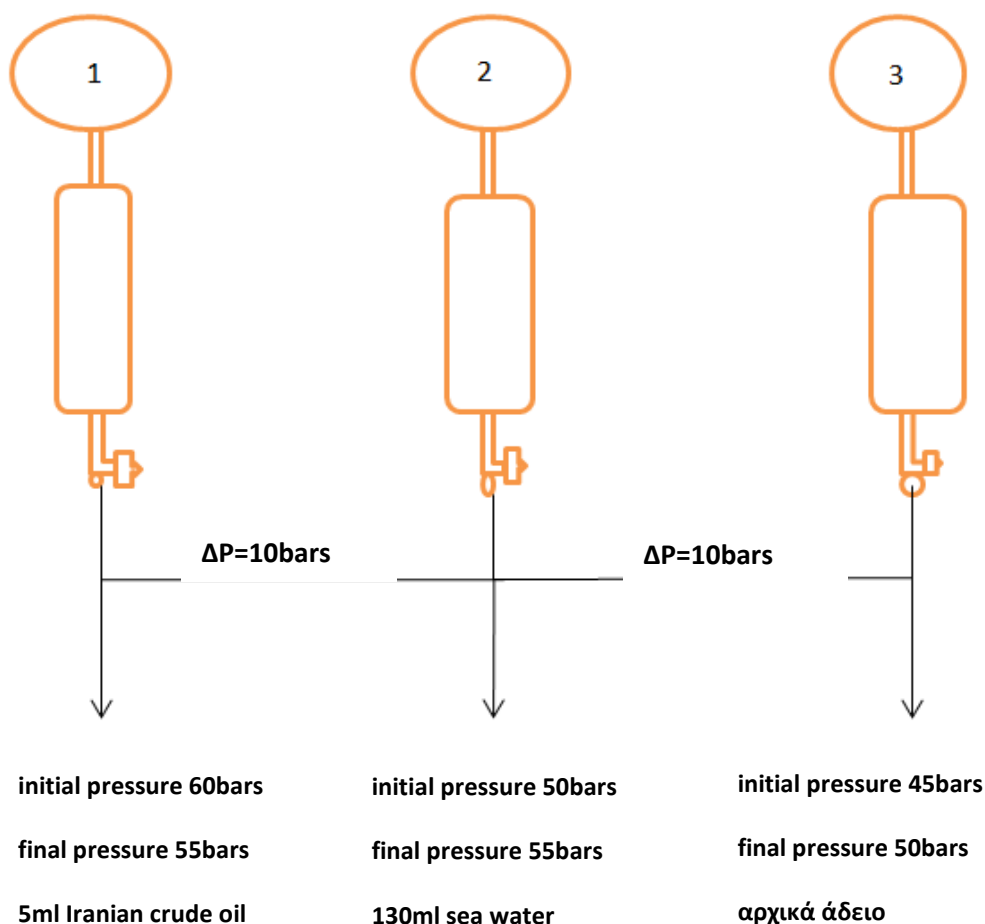 1
2
3
ΔP=10bars
ΔP=10bars
initial pressure 60bars
final pressure 55bars
5ml Iranian crude oil
initial pressure 50bars
final pressure 55bars
130ml sea water
initial pressure 45bars
final pressure 50bars
αρχικά άδειο